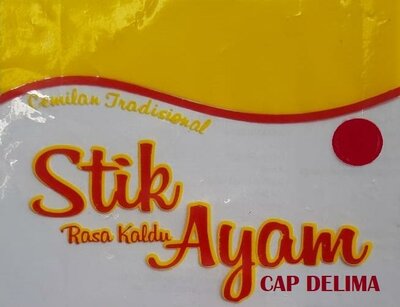 Cemilan Tradisional
Stik
Rasa Kaldu Ayam
CAP DELIMA